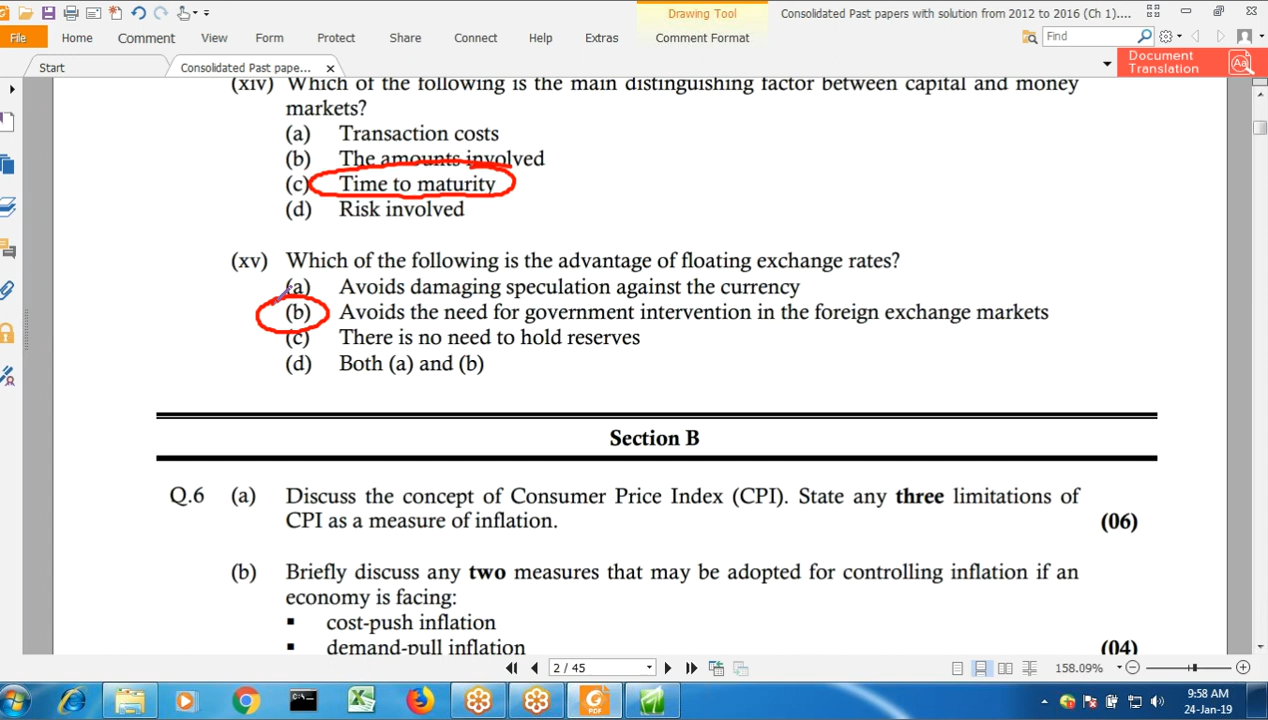 Drawing Tool
Consolidated Past papers with solution from 2012 to 2016 (Ch 1)....
File Home Comment View Form Protect Share Connect Help Extras Comment Format Find
Start Consolidated Past pape... Document
Translation
(xiv) Which of the following is the main distinguishing factor between capital and money
markets?
(a) Transaction costs
(b) The amounts involved
(c) Time to maturity
(d) Risk involved
(xv) Which of the following is the advantage of floating exchange rates?
(a) Avoids damaging speculation against the currency
(b) Avoids the need for government intervention in the foreign exchange markets
(c) There is no need to hold reserves
(d) Both (a) and (b)
Section B
Q.6 (a) Discuss the concept of Consumer Price Index (CPI). State any three limitations of
CPI as a measure of inflation. (06)
(b) Briefly discuss any two measures that may be adopted for controlling inflation if an
economy is facing:
▪ cost-push inflation
▪ demand-pull inflation (04)
2 / 45 158.09%
PDF
9:58 AM
24-Jan-19